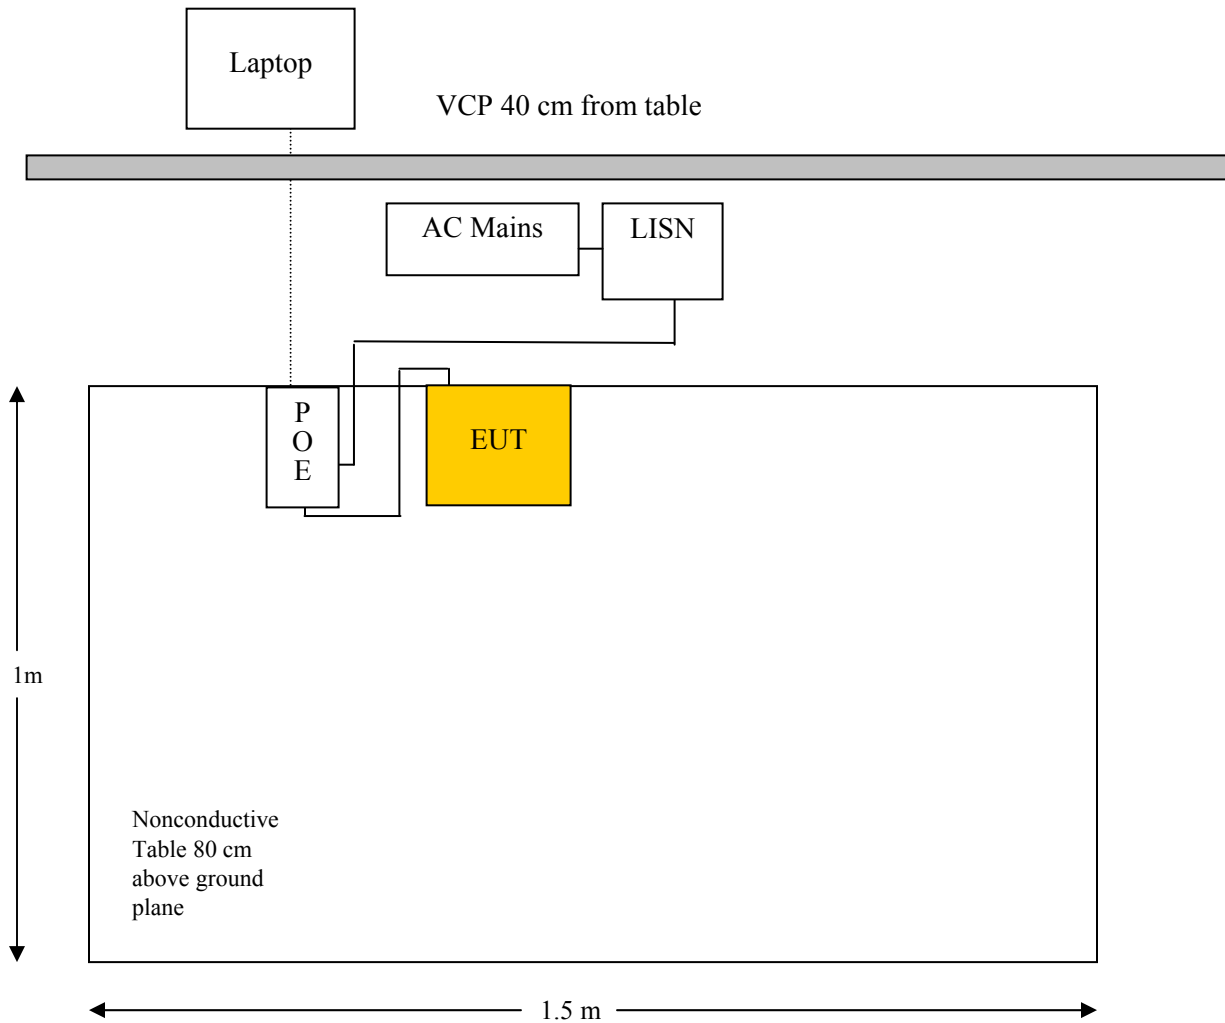 Laptop
VCP 40 cm from table
AC Mains
LISN
P
O
E
EUT
1m
Nonconductive
Table 80 cm
above ground
plane
1.5 m